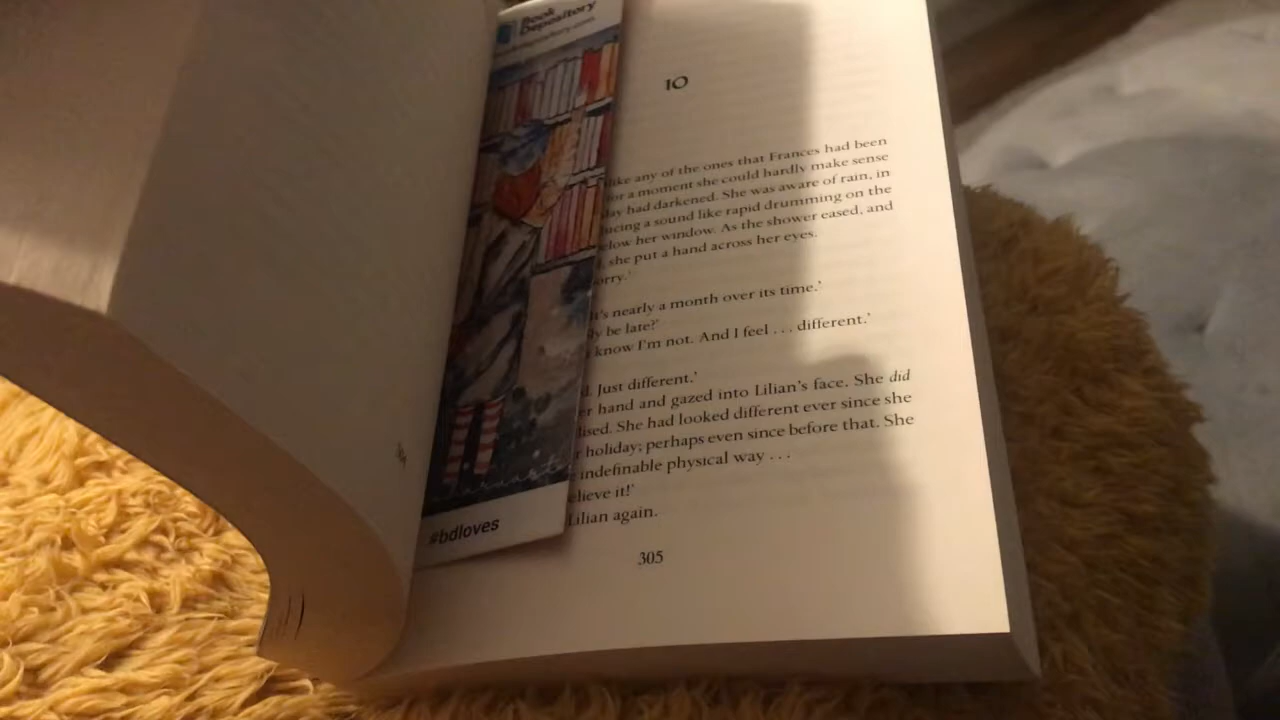 Book
Depository
10
like any of the ones that Frances had been
for a moment she could hardly make sense
day had darkened. She was aware of rain, in
ucing a sound like rapid drumming on the
elow her window. As the shower eased, and
, she put a hand across her eyes.
orry.'
It's nearly a month over its time.'
ly be late?'
know I'm not. And I feel . . . different.'
d. Just different.'
er hand and gazed into Lilian's face. She did
lised. She had looked different ever since she
r holiday; perhaps even since before that. She
indefinable physical way . . .
elieve it!'
Lilian again.
305
#bdloves